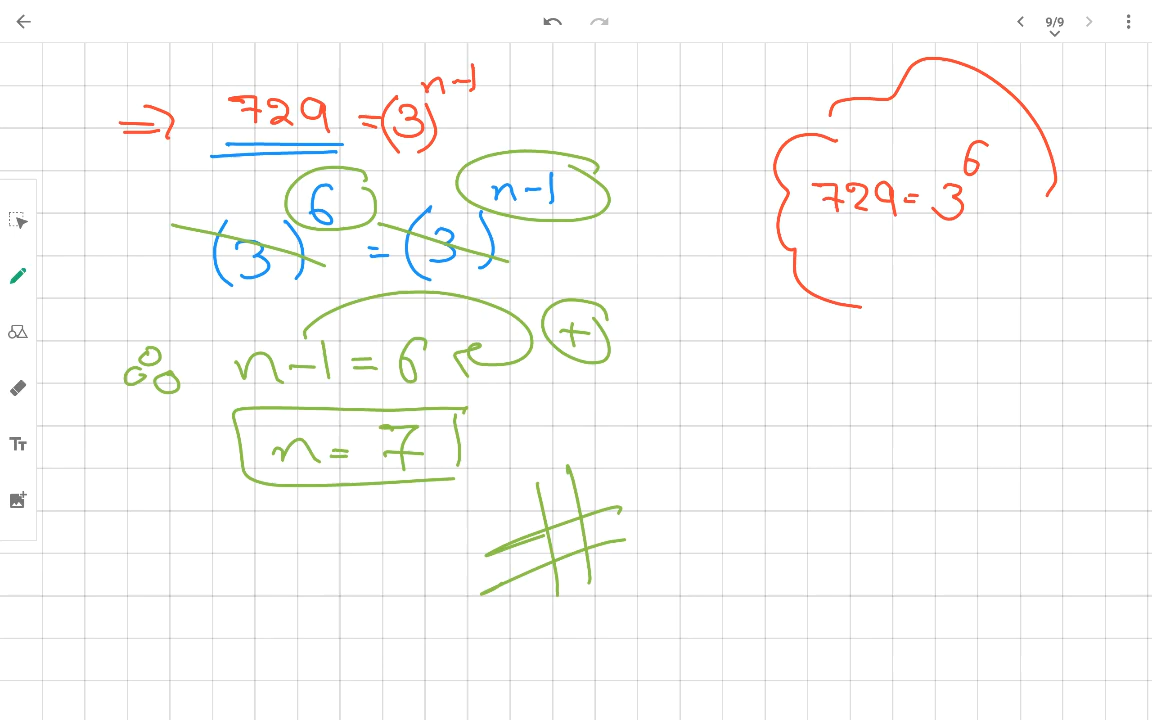 9/9
⇒ 729 = (3)^{n-1}
(3)^6 = (3)^{n-1}
729 = 3^6
∴ n-1 = 6 (+)
n = 7
Tт